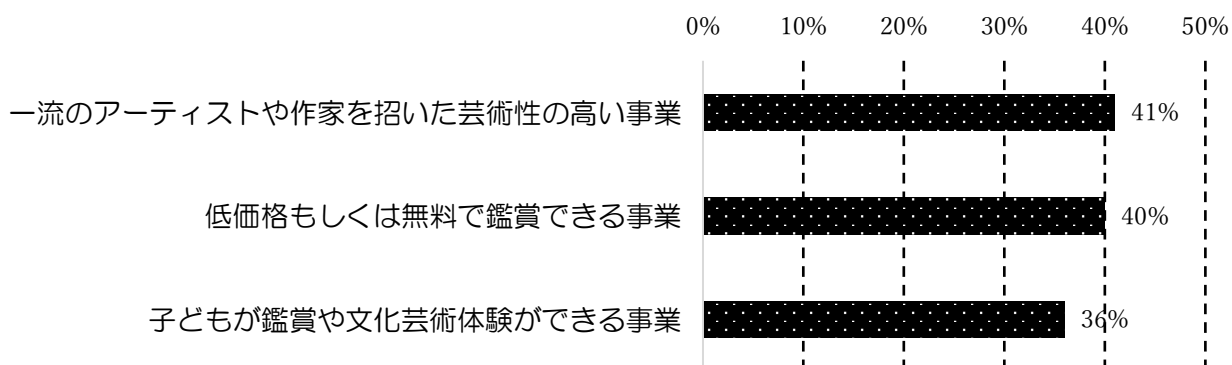 0% 10% 20% 30% 40% 50%
一流のアーティストや作家を招いた芸術性の高い事業 41%
低価格もしくは無料で鑑賞できる事業 40%
子どもが鑑賞や文化芸術体験ができる事業 36%